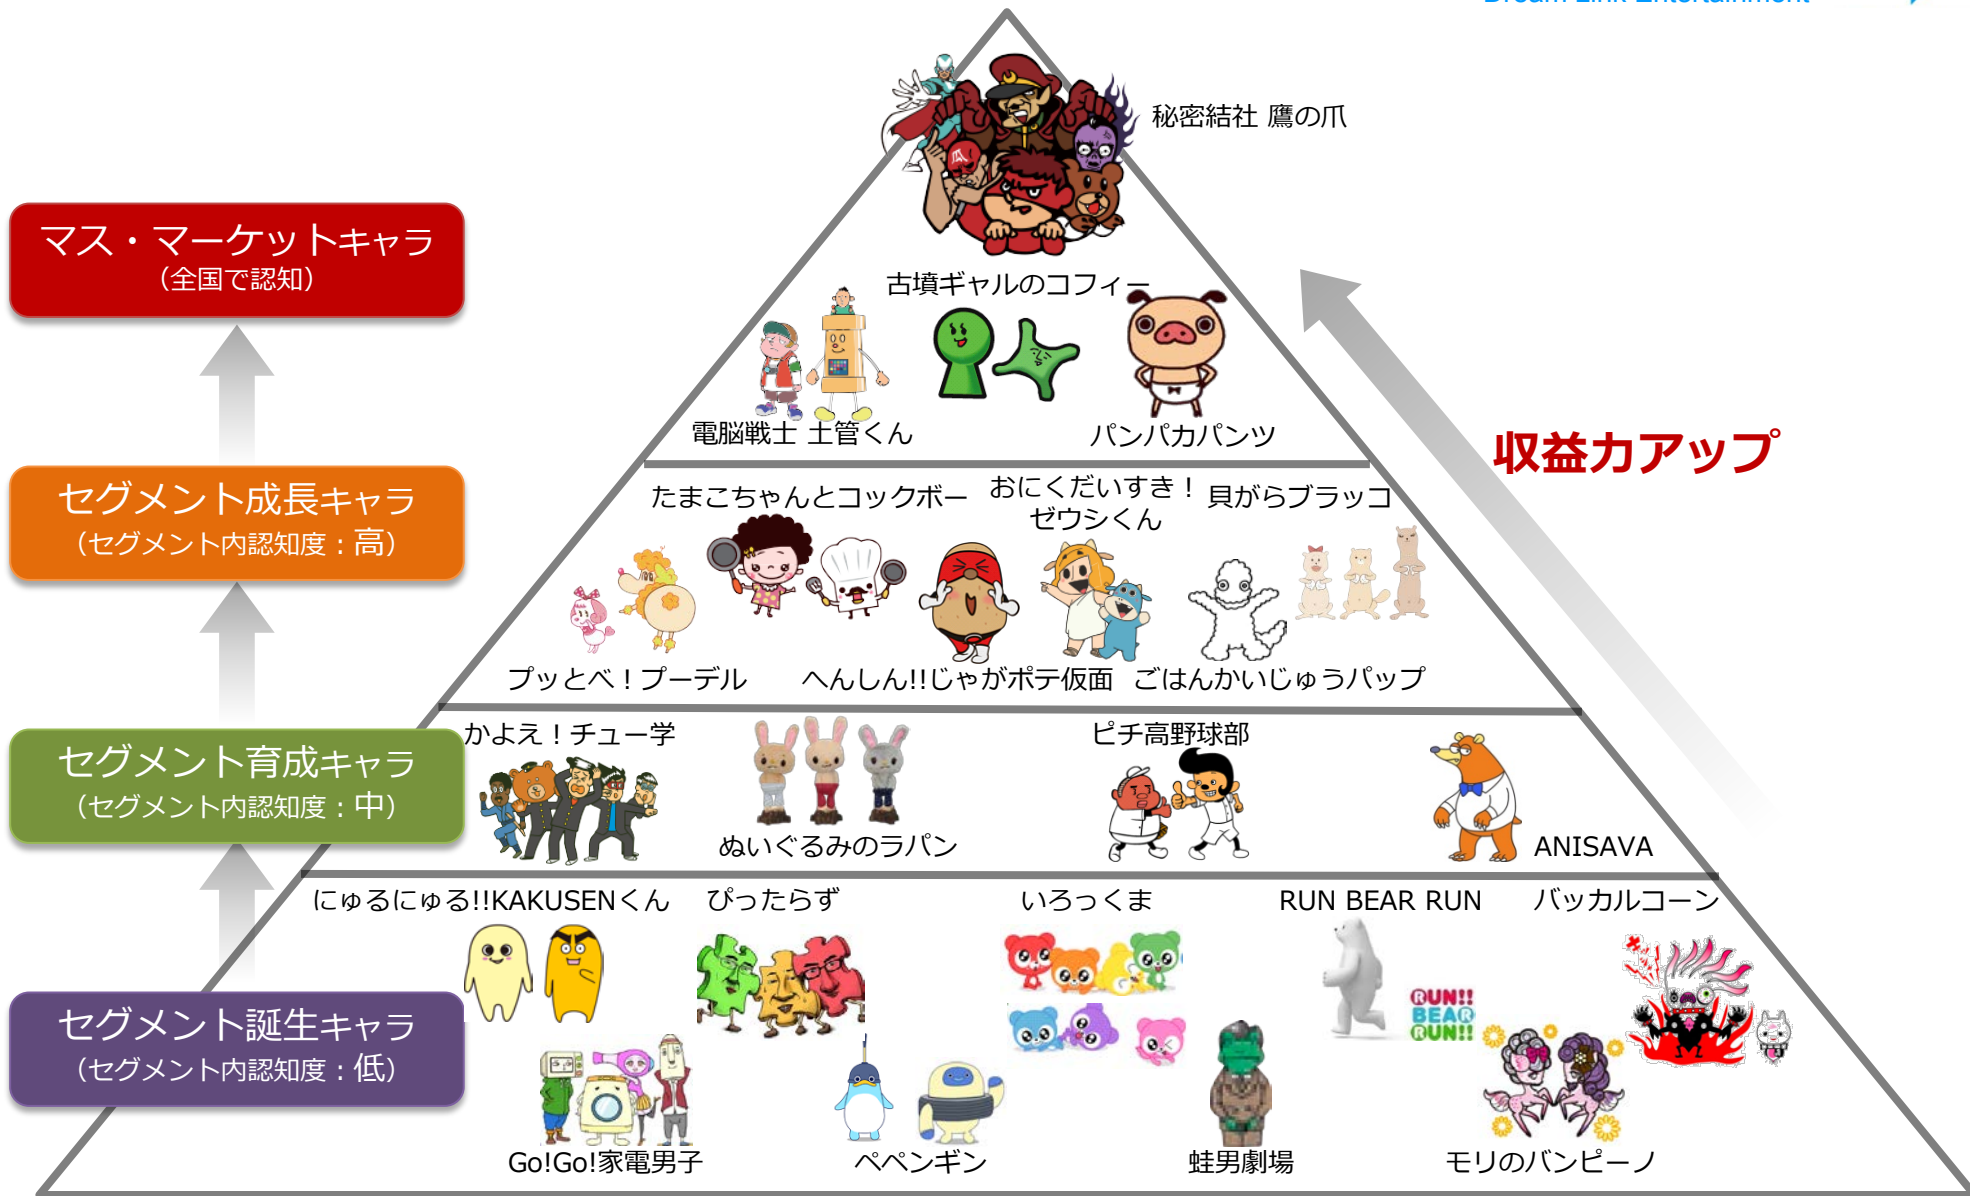 Dream Link Entertainment
秘密結社 鷹の爪
マス・マーケットキャラ
（全国で認知）
古墳ギャルのコフィー
電脳戦士 土管くん
パンパカパンツ
収益力アップ
セグメント成長キャラ
（セグメント内認知度：高）
たまこちゃんとコックボー
おにくだいすき！
ゼウシくん
貝がらブラッコ
プッとべ！プーデル
へんしん!!じゃがポテ仮面
ごはんかいじゅうパップ
セグメント育成キャラ
（セグメント内認知度：中）
かよえ！チュー学
ぬいぐるみのラパン
ピチ高野球部
ANISAVA
にゅるにゅる!!KAKUSENくん
ぴったらず
いろっくま
RUN BEAR RUN
バッカルコーン
RUN!!
BEAR
RUN!!
セグメント誕生キャラ
（セグメント内認知度：低）
Go!Go!家電男子
ペペンギン
蛙男劇場
モリのバンピーノ